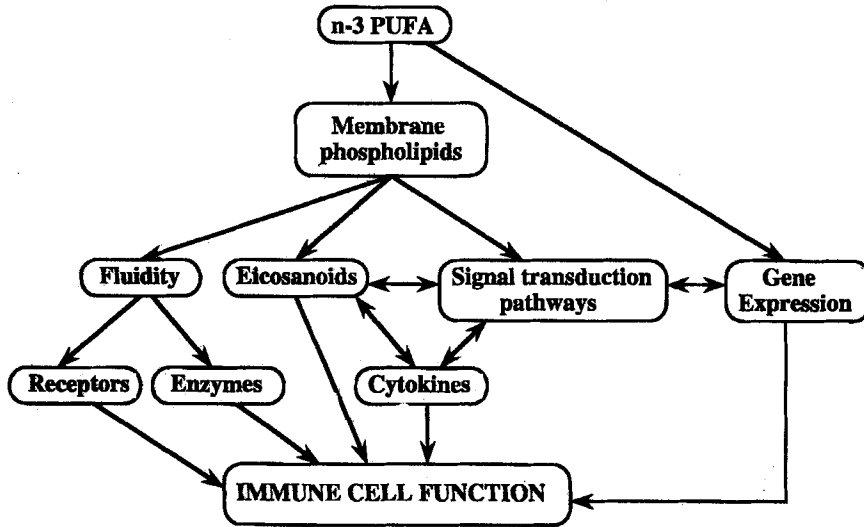 n-3 PUFA
Membrane
phospholipids
Fluidity
Eicosanoids
Signal transduction
pathways
Gene
Expression
Receptors
Enzymes
Cytokines
IMMUNE CELL FUNCTION